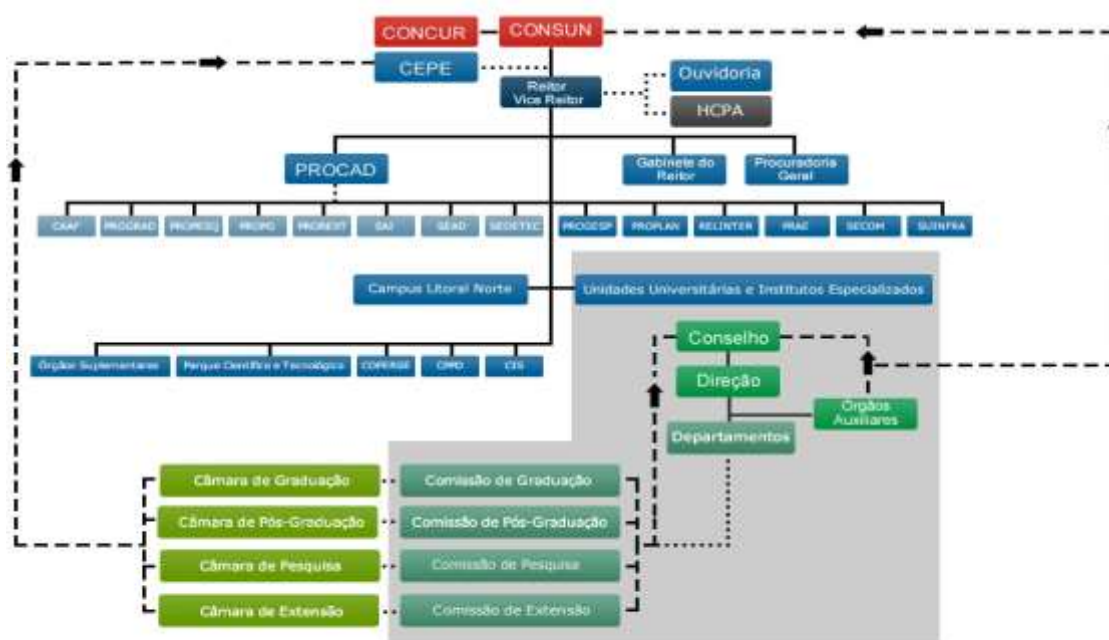 CONCUR
CONSUN
CEPE
Reitor
Vice Reitor
Ouvidoria
HCPA
PROCAD
Gabinete do
Reitor
Procuradoria
Geral
CAAF
PROGRAD
PROPESQ
PROPG
PROREXT
SAI
SEAD
SEDETEC
PROGESP
PROPLAN
RELINTER
PRAE
SECOM
SUINFRA
Campus Litoral Norte
Unidades Universitárias e Institutos Especializados
Conselho
Direção
Órgãos
Auxiliares
Departamentos
Órgãos Suplementares
Parque Científico e Tecnológico
COPERSE
CPPD
CIS
Câmara de Graduação
Comissão de Graduação
Câmara de Pós-Graduação
Comissão de Pós-Graduação
Câmara de Pesquisa
Comissão de Pesquisa
Câmara de Extensão
Comissão de Extensão